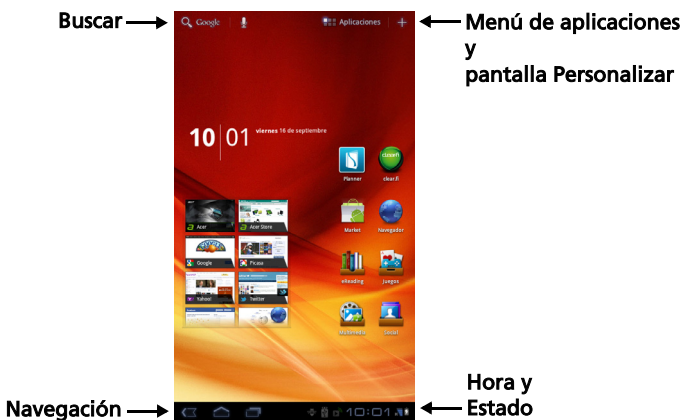 Buscar
Google
Aplicaciones
Menú de aplicaciones
y
pantalla Personalizar
10 01 viernes 16 de septiembre
Planner
clear.fi
Acer
Acer Store
Market
Navegador
Google
Picasa
eReading
Juegos
Yahoo!
Twitter
Multimedia
Social
Navegación
10:01
Hora y
Estado